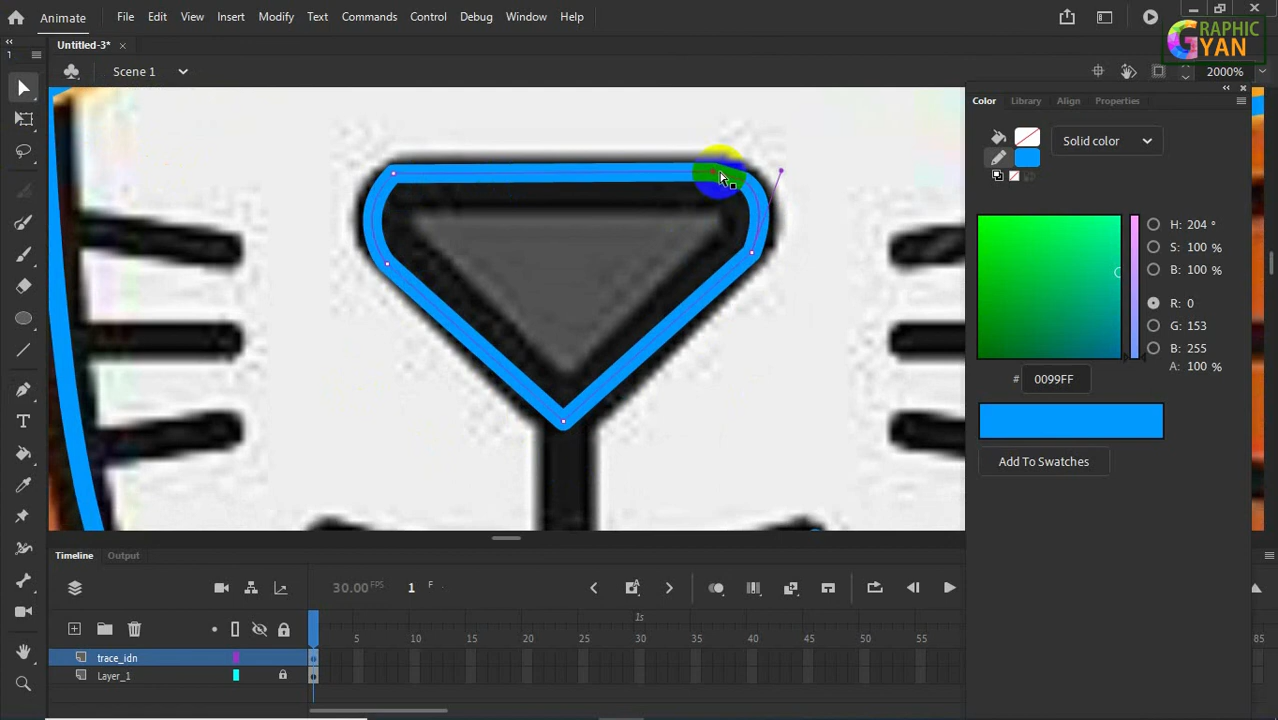 Animate
File Edit View Insert Modify Text Commands Control Debug Window Help
GRAPHIC
GYAN
Untitled-3*
Scene 1
2000%
Color Library Align Properties
Solid color
H: 204 °
S: 100 %
B: 100 %
R: 0
G: 153
B: 255
A: 100 %
# 0099FF
Add To Swatches
Timeline Output
30.00 FPS 1 F
1s
5 10 15 20 25 30 35 40 45 50 55 85
trace_idn
Layer_1